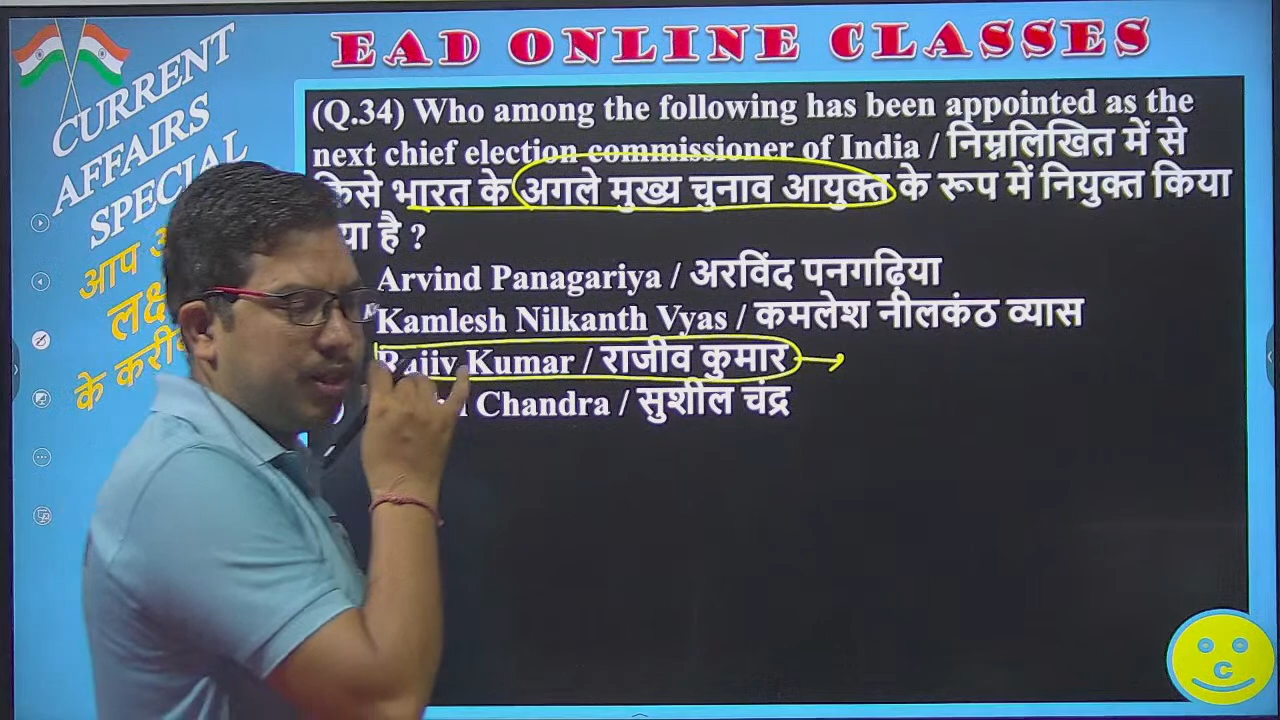 CURRENT
AFFAIRS
SPECIAL
आप
लक्ष
के करीब
EAD ONLINE CLASSES
(Q.34) Who among the following has been appointed as the
next chief election commissioner of India / निम्नलिखित में से
किसे भारत के अगले मुख्य चुनाव आयुक्त के रूप में नियुक्त किया
है ?
Arvind Panagariya / अरविंद पनगढ़िया
Kamlesh Nilkanth Vyas / कमलेश नीलकंठ व्यास
Rajiv Kumar / राजीव कुमार
Chandra / सुशील चंद्र